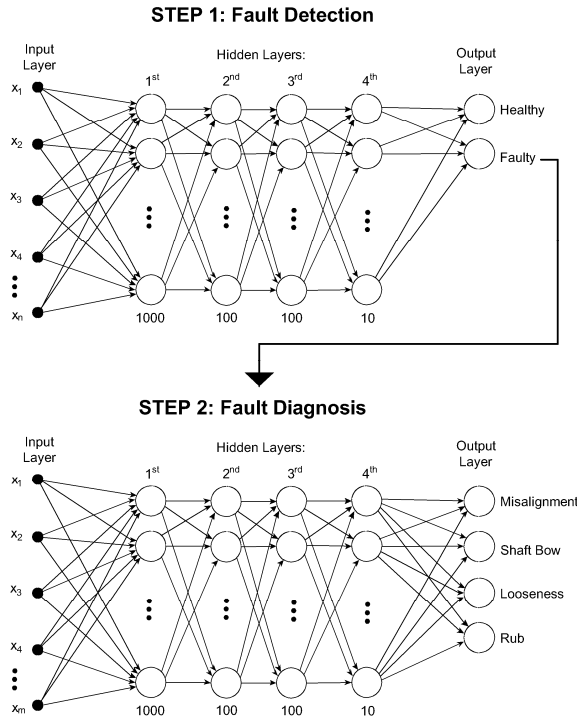 STEP 1: Fault Detection
Input
Layer
Hidden Layers:
Output
Layer
1st 2nd 3rd 4th
x1
x2
x3
x4
xn
Healthy
Faulty
1000 100 100 10
STEP 2: Fault Diagnosis
Input
Layer
Hidden Layers:
Output
Layer
1st 2nd 3rd 4th
x1
x2
x3
x4
xm
Misalignment
Shaft Bow
Looseness
Rub
1000 100 100 10